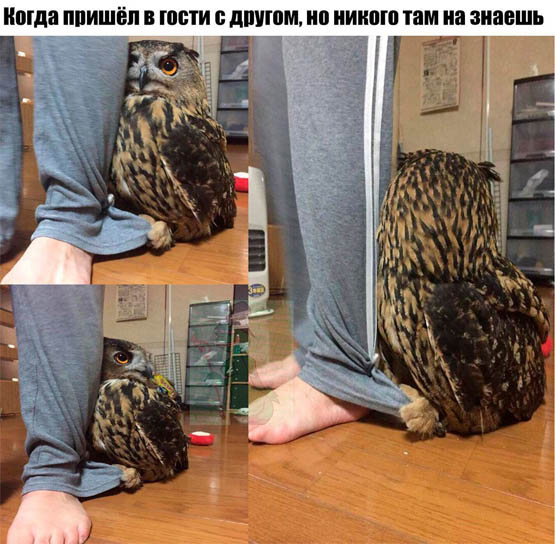 Когда пришёл в гости с другом, но никого там на знаешь